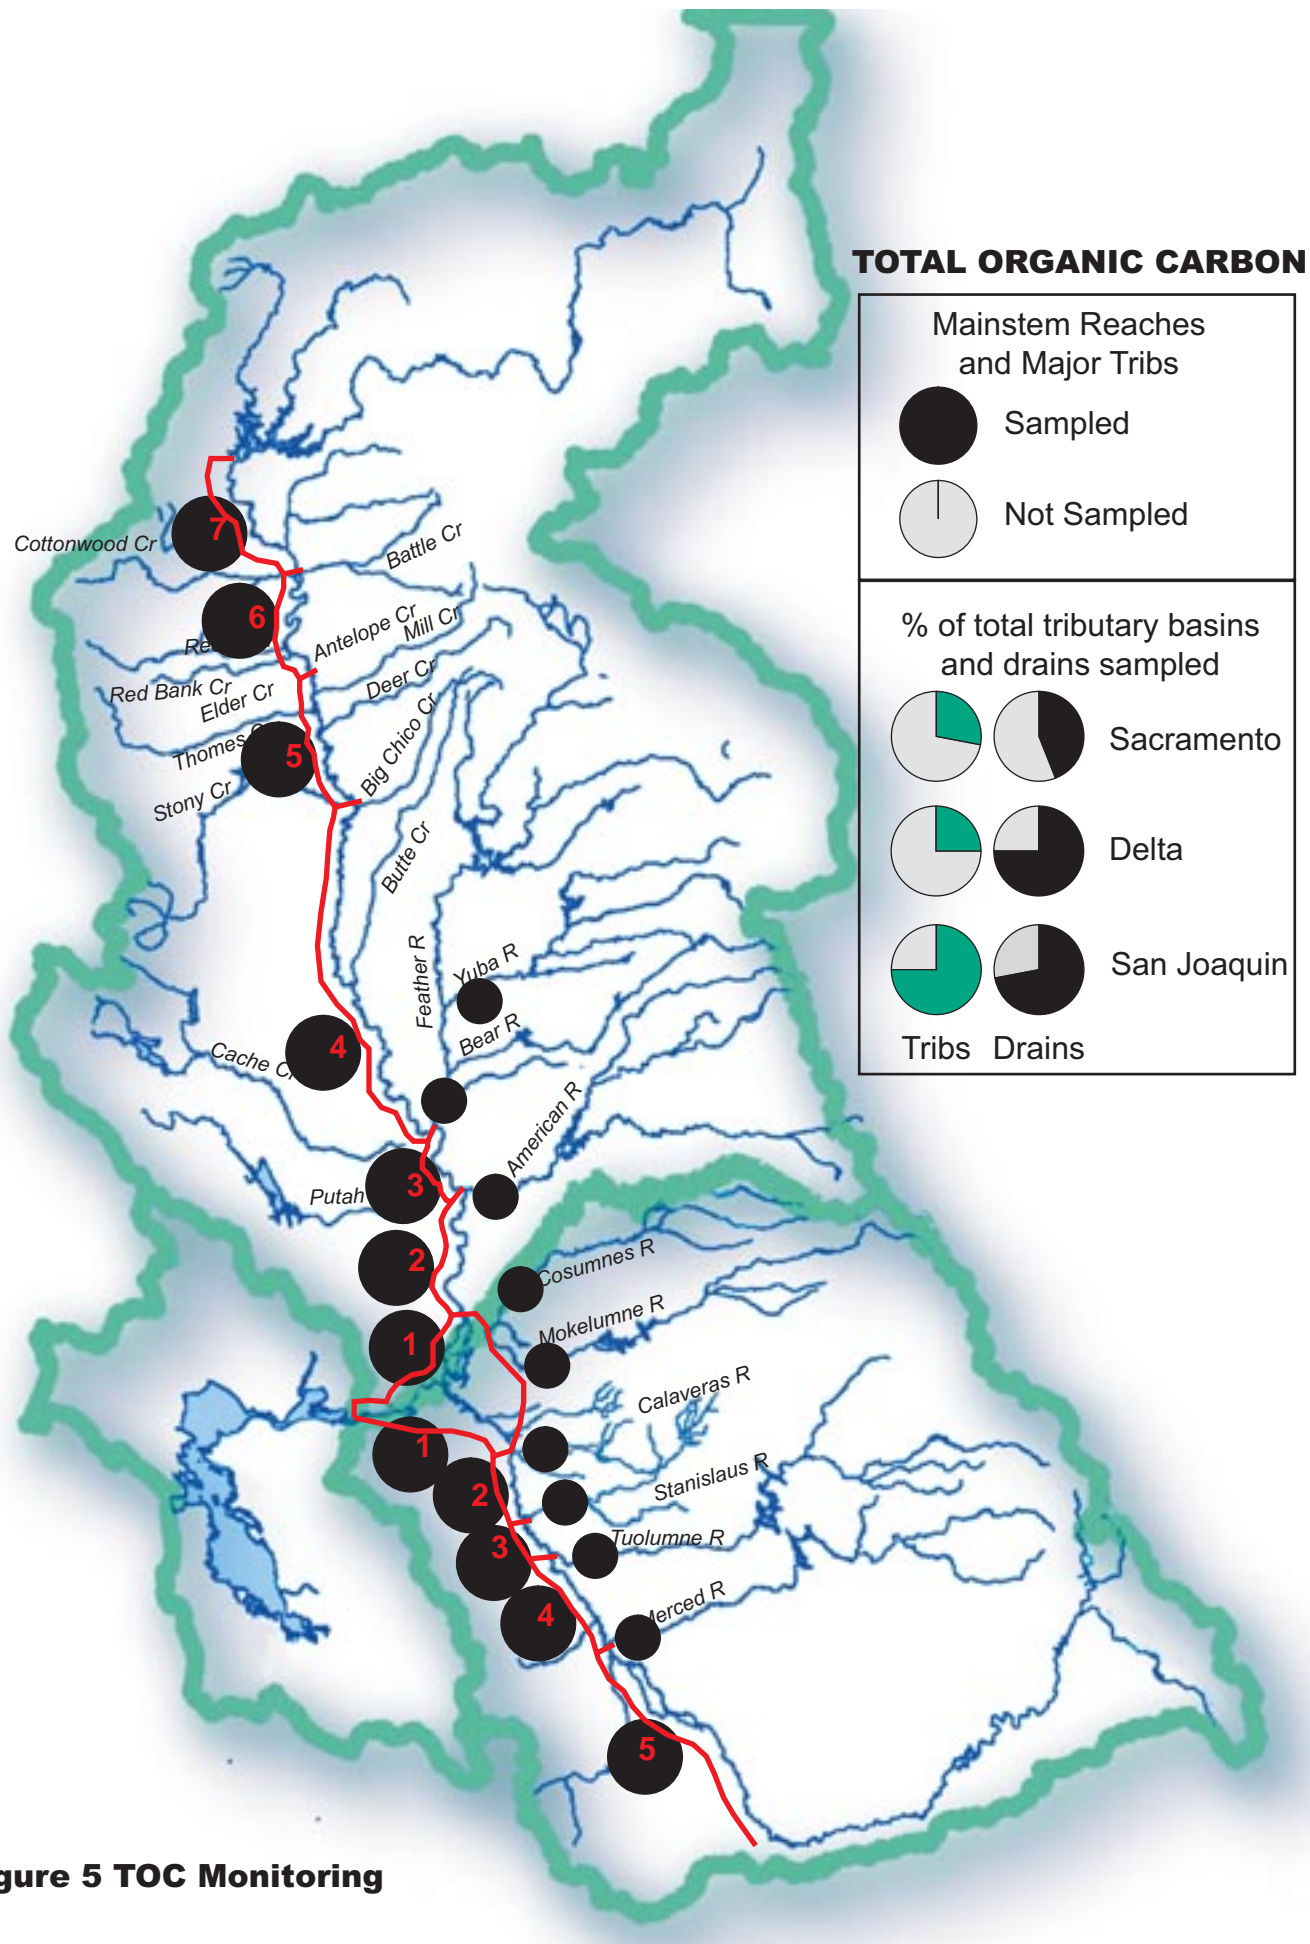 TOTAL ORGANIC CARBON
Mainstem Reaches
and Major Tribs
Sampled
Not Sampled
% of total tributary basins
and drains sampled
Sacramento
Delta
San Joaquin
Tribs Drains
7
Cottonwood Cr
Battle Cr
6
Antelope Cr
Mill Cr
Red Bank Cr
Elder Cr
Deer Cr
Thomes
5
Big Chico Cr
Stony Cr
Butte Cr
Feather R
Yuba R
Bear R
4
Cache Cr
American R
3
Putah
2
Cosumnes R
1
Mokelumne R
Calaveras R
1
2
Stanislaus R
3
Tuolumne R
4
Merced R
5
gure 5 TOC Monitoring